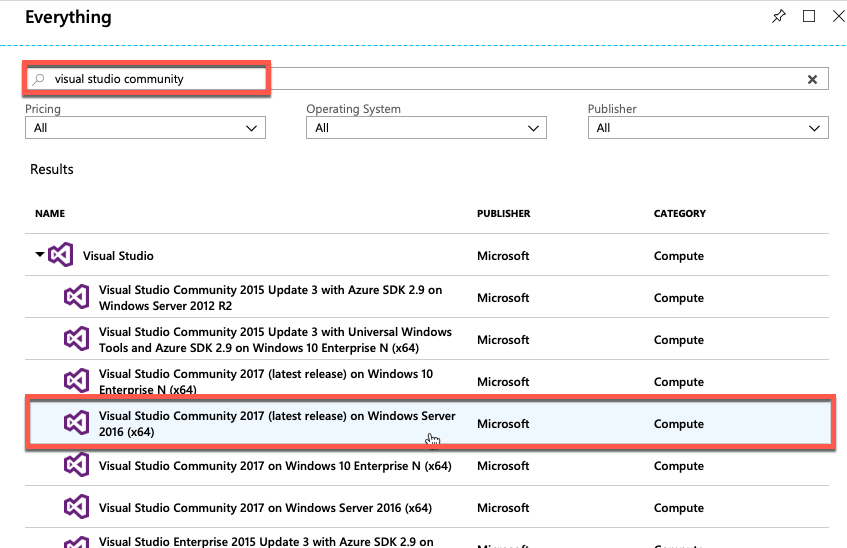 Everything
visual studio community
Pricing
Operating System
Publisher
All
All
All
Results
NAME
PUBLISHER
CATEGORY
Visual Studio
Microsoft
Compute
Visual Studio Community 2015 Update 3 with Azure SDK 2.9 on
Windows Server 2012 R2
Microsoft
Compute
Visual Studio Community 2015 Update 3 with Universal Windows
Tools and Azure SDK 2.9 on Windows 10 Enterprise N (x64)
Microsoft
Compute
Visual Studio Community 2017 (latest release) on Windows 10
Enterprise N (x64)
Microsoft
Compute
Visual Studio Community 2017 (latest release) on Windows Server
2016 (x64)
Microsoft
Compute
Visual Studio Community 2017 on Windows 10 Enterprise N (x64)
Microsoft
Compute
Visual Studio Community 2017 on Windows Server 2016 (x64)
Microsoft
Compute
Visual Studio Enterprise 2015 Update 3 with Azure SDK 2.9 on
Microsoft
Compute